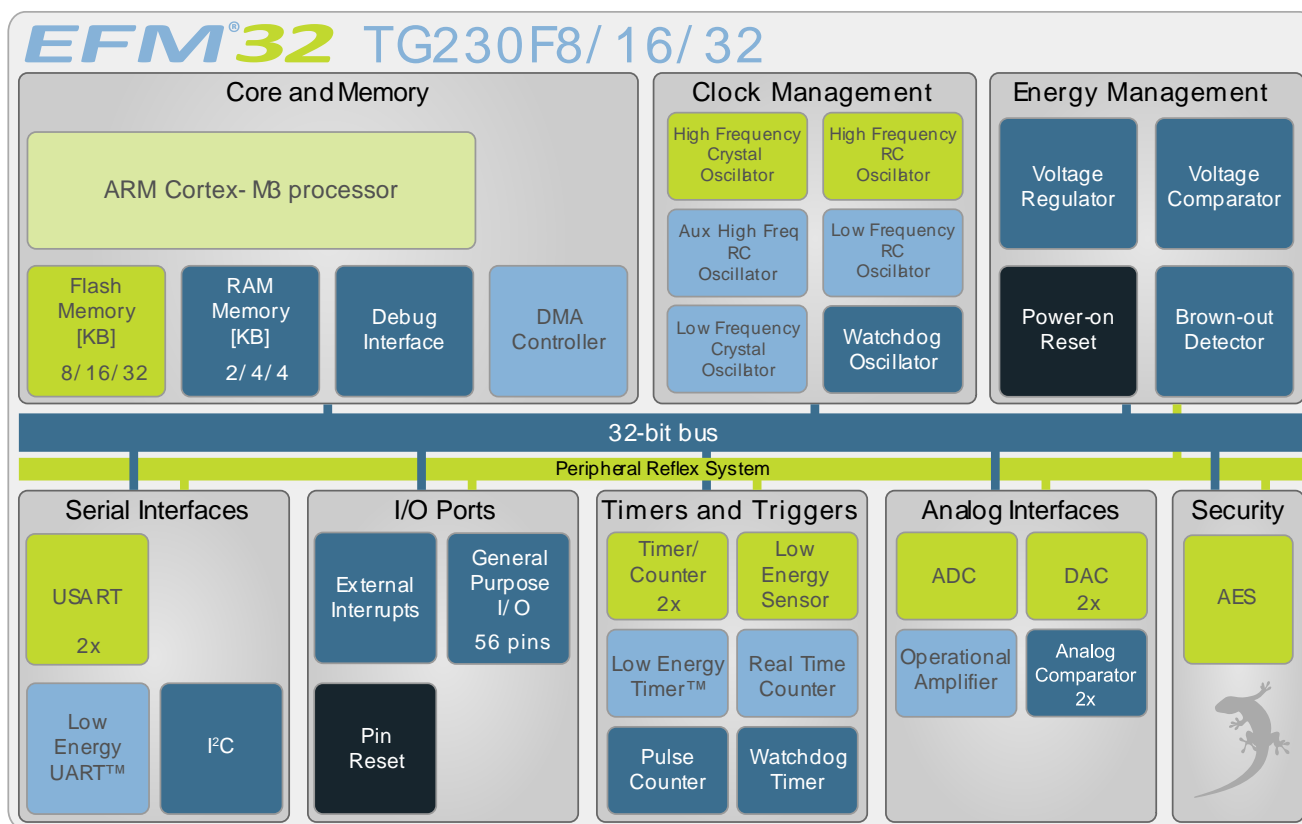 EFM®32 TG230F8/16/32
Core and Memory
ARM Cortex-M3 processor
Flash
Memory
[KB]
8/16/32
RAM
Memory
[KB]
2/4/4
Debug
Interface
DMA
Controller
Clock Management
High Frequency
Crystal
Oscillator
High Frequency
RC
Oscillator
Aux High Freq
RC
Oscillator
Low Frequency
RC
Oscillator
Low Frequency
Crystal
Oscillator
Watchdog
Oscillator
Energy Management
Voltage
Regulator
Voltage
Comparator
Power-on
Reset
Brown-out
Detector
32-bit bus
Peripheral Reflex System
Serial Interfaces
USART
2x
Low
Energy
UART™
I²C
I/O Ports
External
Interrupts
General
Purpose
I/O
56 pins
Pin
Reset
Timers and Triggers
Timer/
Counter
2x
Low
Energy
Sensor
Low Energy
Timer™
Real Time
Counter
Pulse
Counter
Watchdog
Timer
Analog Interfaces
ADC
DAC
2x
Operational
Amplifier
Analog
Comparator
2x
Security
AES